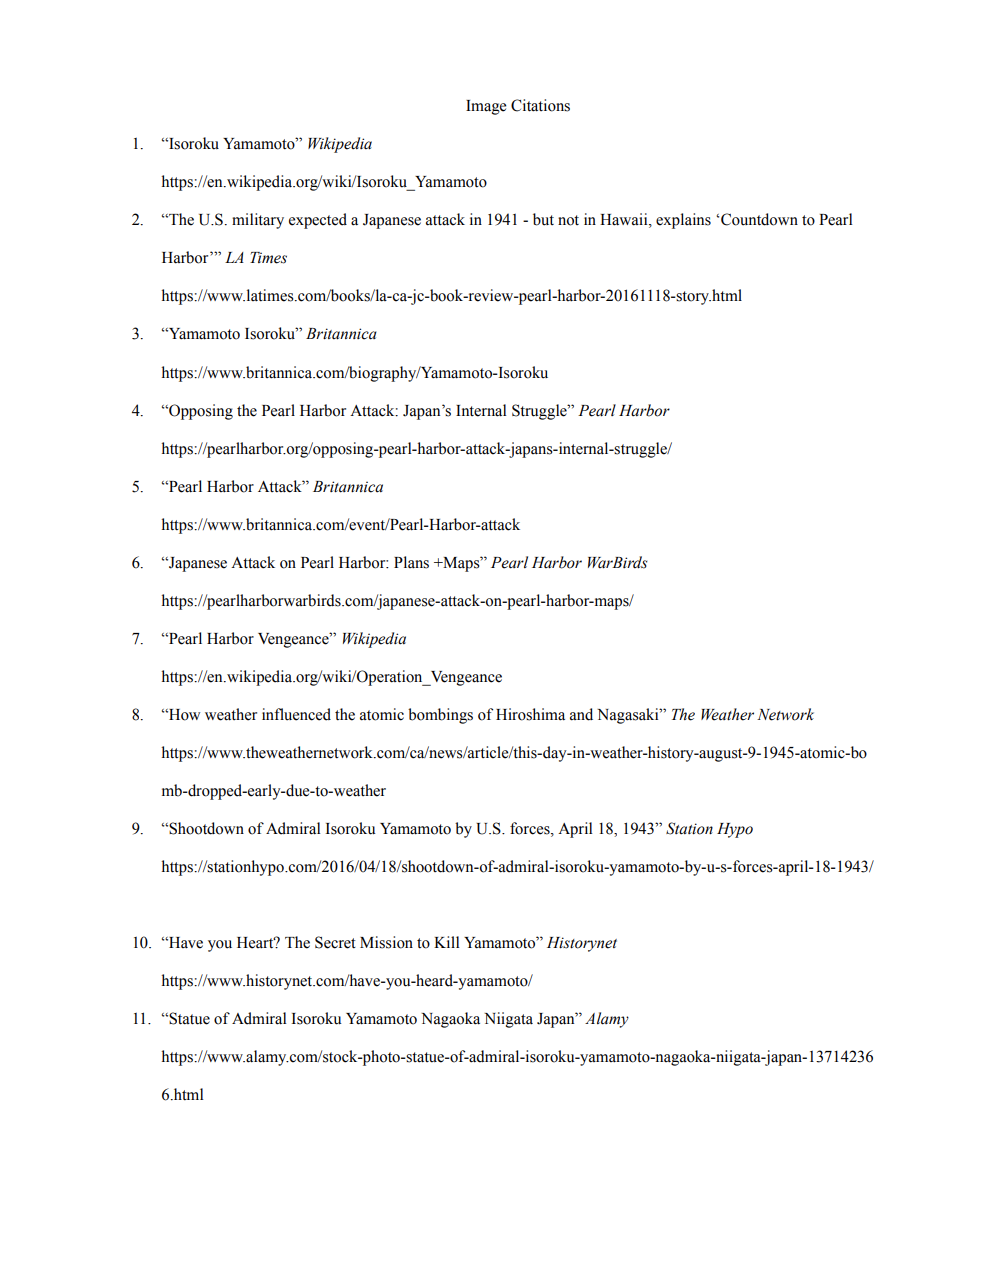 Image Citations
1. “Isoroku Yamamoto” Wikipedia
https://en.wikipedia.org/wiki/Isoroku_Yamamoto
2. “The U.S. military expected a Japanese attack in 1941 - but not in Hawaii, explains ‘Countdown to Pearl
Harbor’” LA Times
https://www.latimes.com/books/la-ca-jc-book-review-pearl-harbor-20161118-story.html
3. “Yamamoto Isoroku” Britannica
https://www.britannica.com/biography/Yamamoto-Isoroku
4. “Opposing the Pearl Harbor Attack: Japan’s Internal Struggle” Pearl Harbor
https://pearlharbor.org/opposing-pearl-harbor-attack-japans-internal-struggle/
5. “Pearl Harbor Attack” Britannica
https://www.britannica.com/event/Pearl-Harbor-attack
6. “Japanese Attack on Pearl Harbor: Plans +Maps” Pearl Harbor WarBirds
https://pearlharborwarbirds.com/japanese-attack-on-pearl-harbor-maps/
7. “Pearl Harbor Vengeance” Wikipedia
https://en.wikipedia.org/wiki/Operation_Vengeance
8. “How weather influenced the atomic bombings of Hiroshima and Nagasaki” The Weather Network
https://www.theweathernetwork.com/ca/news/article/this-day-in-weather-history-august-9-1945-atomic-bo
mb-dropped-early-due-to-weather
9. “Shootdown of Admiral Isoroku Yamamoto by U.S. forces, April 18, 1943” Station Hypo
https://stationhypo.com/2016/04/18/shootdown-of-admiral-isoroku-yamamoto-by-u-s-forces-april-18-1943/
10. “Have you Heart? The Secret Mission to Kill Yamamoto” Historynet
https://www.historynet.com/have-you-heard-yamamoto/
11. “Statue of Admiral Isoroku Yamamoto Nagaoka Niigata Japan” Alamy
https://www.alamy.com/stock-photo-statue-of-admiral-isoroku-yamamoto-nagaoka-niigata-japan-13714236
6.html